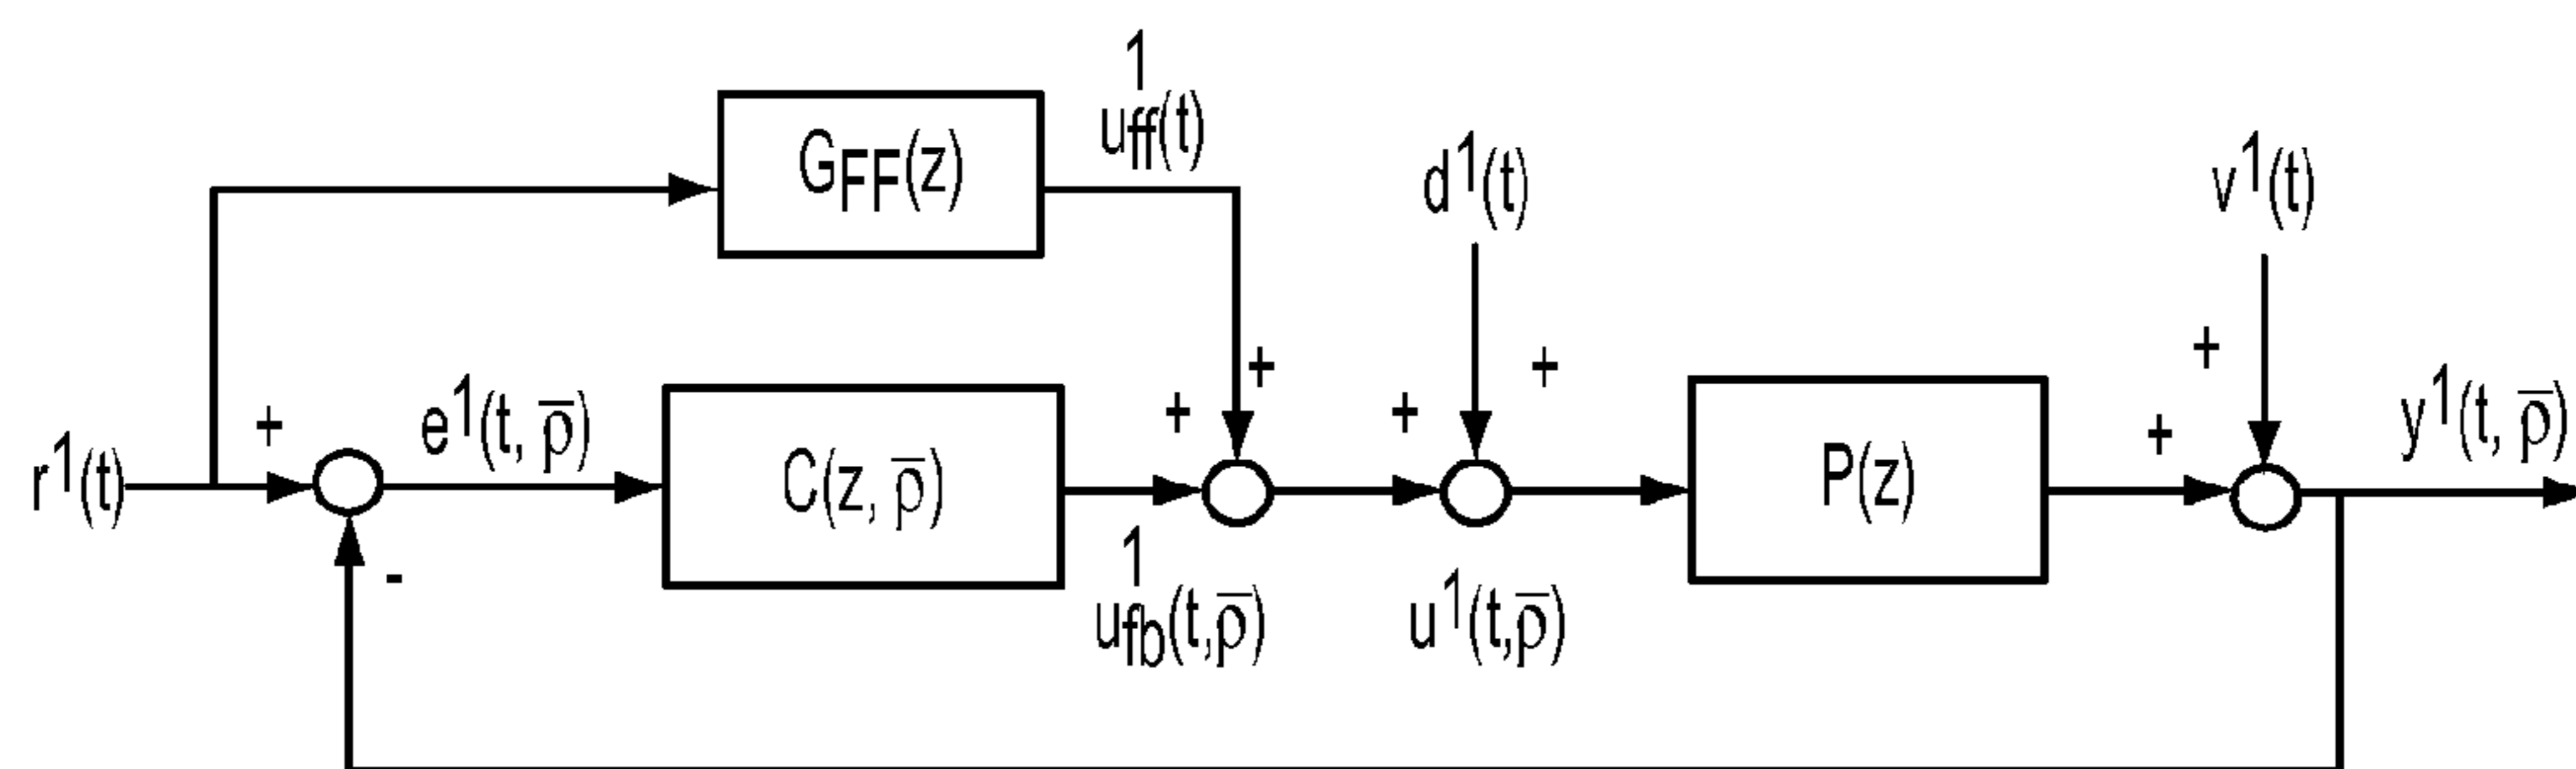 1
uff(t)
GFF(z)
d¹(t)
v¹(t)
+
+
+
+
+
+
+
+
r¹(t)
e¹(t, ρ̅)
C(z, ρ̅)
P(z)
y¹(t, ρ̅)
-
1
ufb(t,ρ̅)
u¹(t,ρ̅)